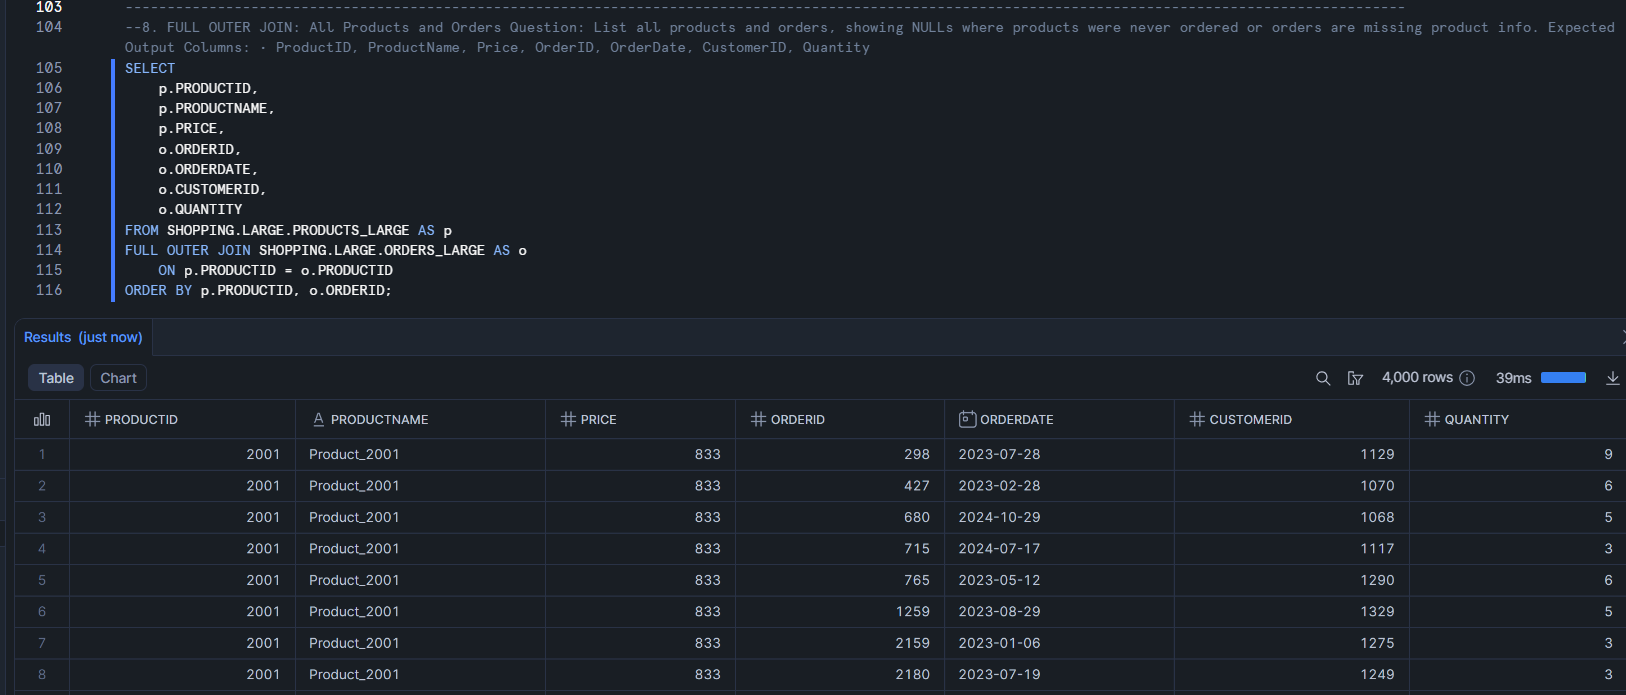 103 --------------------------------------------------------------------------------------------------------------------------------------------------------
104 --8. FULL OUTER JOIN: All Products and Orders Question: List all products and orders, showing NULLs where products were never ordered or orders are missing product info. Expected
Output Columns: · ProductID, ProductName, Price, OrderID, OrderDate, CustomerID, Quantity
105 SELECT
106 p.PRODUCTID,
107 p.PRODUCTNAME,
108 p.PRICE,
109 o.ORDERID,
110 o.ORDERDATE,
111 o.CUSTOMERID,
112 o.QUANTITY
113 FROM SHOPPING.LARGE.PRODUCTS_LARGE AS p
114 FULL OUTER JOIN SHOPPING.LARGE.ORDERS_LARGE AS o
115 ON p.PRODUCTID = o.PRODUCTID
116 ORDER BY p.PRODUCTID, o.ORDERID;
Results (just now)
Table Chart 4,000 rows 39ms
PRODUCTID PRODUCTNAME PRICE ORDERID ORDERDATE CUSTOMERID QUANTITY
1 2001 Product_2001 833 298 2023-07-28 1129 9
2 2001 Product_2001 833 427 2023-02-28 1070 6
3 2001 Product_2001 833 680 2024-10-29 1068 5
4 2001 Product_2001 833 715 2024-07-17 1117 3
5 2001 Product_2001 833 765 2023-05-12 1290 6
6 2001 Product_2001 833 1259 2023-08-29 1329 5
7 2001 Product_2001 833 2159 2023-01-06 1275 3
8 2001 Product_2001 833 2180 2023-07-19 1249 3